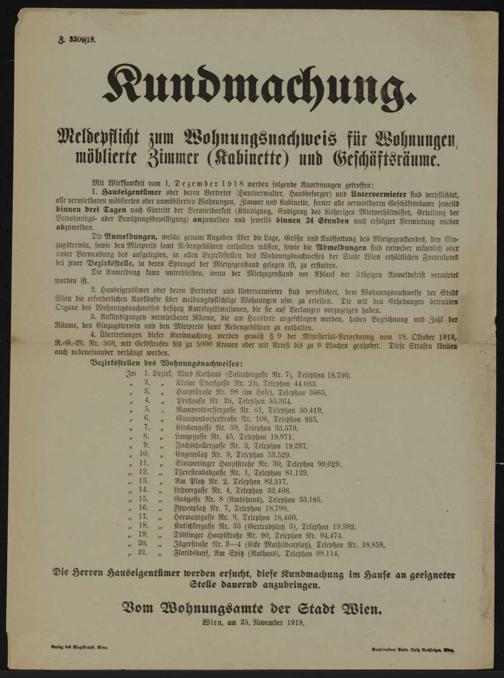 Z. 3209/18.
Kundmachung.
Meldepflicht zum Wohnungsnachweis für Wohnungen,
möblierte Zimmer (Kabinette) und Geschäftsräume.
Mit Wirksamkeit vom 1. Dezember 1918 werden folgende Anordnungen getroffen:
1. Hauseigentümer oder deren Vertreter (Hausverwalter, Hausbesorger) und Untervermieter sind verpflichtet,
alle vermietbaren möblierten oder unmöblierten Wohnungen, Zimmer und Kabinette, ferner alle vermietbaren Geschäftsräume jeweils
binnen drei Tagen nach Eintritt der Vermietbarkeit (Kündigung, Endigung des bisherigen Mietverhältnisses, Erteilung der
Bewohnungs- oder Benützungsbewilligung) anzumelden und jeweils binnen 24 Stunden nach erfolgter Vermietung wieder
abzumelden.
Die Anmeldungen, welche genaue Angaben über die Lage, Größe und Ausstattung des Mietgegenstandes, den Ein-
zugstermin, sowie den Mietpreis samt Nebengebühren enthalten müssen, sowie die Abmeldungen sind entweder mündlich oder
unter Verwendung des aufgelegten, in allen Bezirksstellen des Wohnungsnachweises der Stadt Wien erhältlichen Formulares
bei jener Bezirksstelle, in deren Sprengel der Mietgegenstand gelegen ist, zu erstatten.
Die Anmeldung kann unterbleiben, wenn der Mietgegenstand vor Ablauf der 3tägigen Anmeldefrist vermietet
worden ist.
2. Hauseigentümer oder deren Vertreter und Untervermieter sind verpflichtet, dem Wohnungsnachweise der Stadt
Wien die erforderlichen Auskünfte über meldungspflichtige Wohnungen usw. zu erteilen. Die mit den Erhebungen betrauten
Organe des Wohnungsnachweises besitzen Amtslegitimationen, die sie auf Verlangen vorzuzeigen haben.
3. Ankündigungen vermietbarer Räume, die am Haustore angeschlagen werden, haben Bezeichnung und Zahl der
Räume, den Einzugstermin und den Mietpreis samt Nebengebühren zu enthalten.
4. Übertretungen dieser Kundmachung werden gemäß § 9 der Ministerial-Verordnung vom 18. Oktober 1918,
R.-G.-Bl. Nr. 368, mit Geldstrafen bis zu 5000 Kronen oder mit Arrest bis zu 6 Wochen geahndet. Diese Strafen können
auch nebeneinander verhängt werden.
Bezirksstellen des Wohnungsnachweises:
Im 1. Bezirk, Altes Rathaus (Salvatorgasse Nr. 7), Telephon 18.790,
„ 2. „ Kleine Sperlgasse Nr. 2b, Telephon 44.033,
„ 3. „ Hauptstraße Nr. 98 (im Hofe), Telephon 3665,
„ 4. „ Preßgasse Nr. 29, Telephon 55.364,
„ 5. „ Ramperstorffergasse Nr. 61, Telephon 50.419,
„ 6. „ Gumpendorferstraße Nr. 106, Telephon 995,
„ 7. „ Kirchengasse Nr. 39, Telephon 33.579,
„ 8. „ Langegasse Nr. 45, Telephon 19.971,
„ 9. „ Fuchsthallergasse Nr. 3, Telephon 19.297,
„ 10. „ Eugenplatz Nr. 9, Telephon 53.529,
„ 11. „ Simmeringer Hauptstraße Nr. 30, Telephon 99.029,
„ 12. „ Theresienbadgasse Nr. 1, Telephon 81.129,
„ 13. „ Am Platz Nr. 2, Telephon 82.317,
„ 14. „ Lehnergasse Nr. 4, Telephon 32.408,
„ 15. „ Gasgasse Nr. 8 (Amtshaus), Telephon 33.185,
„ 16. „ Yppenplatz Nr. 7, Telephon 18.798,
„ 17. „ Hormayrgasse Nr. 9, Telephon 18.460,
„ 18. „ Kutschkergasse Nr. 35 (Gertrudplatz 3), Telephon 19.382,
„ 19. „ Döblinger Hauptstraße Nr. 90, Telephon Nr. 94.474,
„ 20. „ Jägerstraße Nr. 2—4 (Ecke Mathildenplatz), Telephon Nr. 18.858,
„ 21. „ Floridsdorf, Am Spitz (Rathaus), Telephon 98.114,
Die Herren Hauseigentümer werden ersucht, diese Kundmachung im Hause an geeigneter
Stelle dauernd anzubringen.
Vom Wohnungsamte der Stadt Wien.
Wien, am 25. November 1918,
Verlag des Magistrates. Wien.